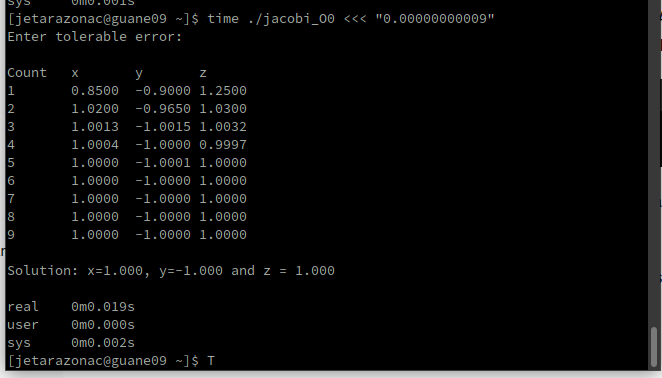 sys     0m0.001s
[jetarazonac@guane09 ~]$ time ./jacobi_O0 <<< "0.00000000009"
Enter tolerable error:
Count   x       y       z
1       0.8500  -0.9000 1.2500
2       1.0200  -0.9650 1.0300
3       1.0013  -1.0015 1.0032
4       1.0004  -1.0000 0.9997
5       1.0000  -1.0001 1.0000
6       1.0000  -1.0000 1.0000
7       1.0000  -1.0000 1.0000
8       1.0000  -1.0000 1.0000
9       1.0000  -1.0000 1.0000
Solution: x=1.000, y=-1.000 and z = 1.000
real    0m0.019s
user    0m0.000s
sys     0m0.002s
[jetarazonac@guane09 ~]$ T